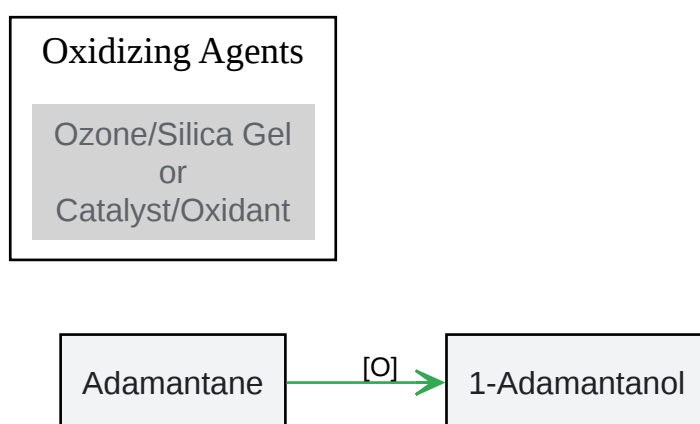 Oxidizing Agents
Ozone/Silica Gel
or
Catalyst/Oxidant
Adamantane
[O]
1-Adamantanol